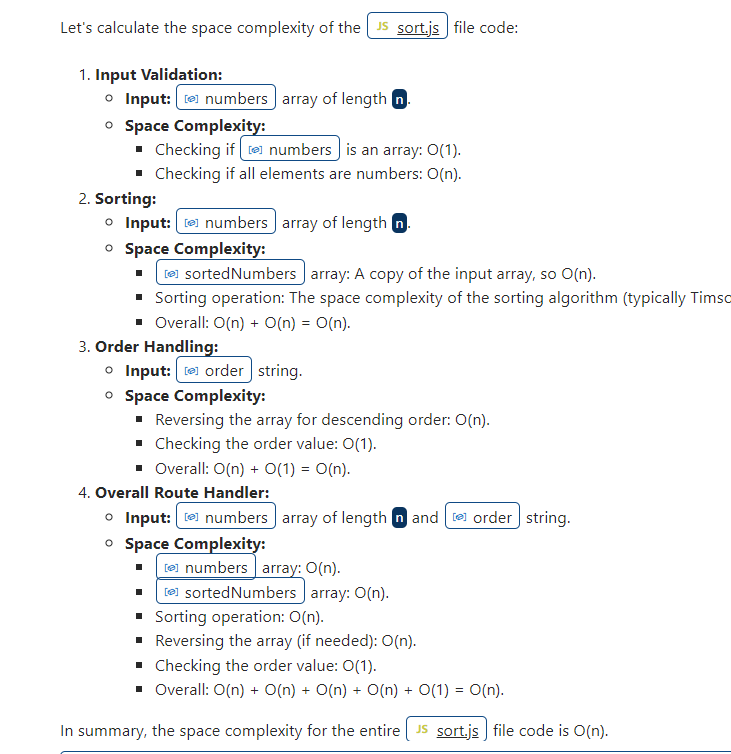 Let's calculate the space complexity of the JS sort.js file code:
1. Input Validation:
Input: numbers array of length n.
Space Complexity:
Checking if numbers is an array: O(1).
Checking if all elements are numbers: O(n).
2. Sorting:
Input: numbers array of length n.
Space Complexity:
sortedNumbers array: A copy of the input array, so O(n).
Sorting operation: The space complexity of the sorting algorithm (typically
Overall: O(n) + O(n) = O(n).
3. Order Handling:
Input: order string.
Space Complexity:
Reversing the array for descending order: O(n).
Checking the order value: O(1).
Overall: O(n) + O(1) = O(n).
4. Overall Route Handler:
Input: numbers array of length n and order string.
Space Complexity:
numbers array: O(n).
sortedNumbers array: O(n).
Sorting operation: O(n).
Reversing the array (if needed): O(n).
Checking the order value: O(1).
Overall: O(n) + O(n) + O(n) + O(n) + O(1) = O(n).
In summary, the space complexity for the entire JS sort.js file code is O(n).